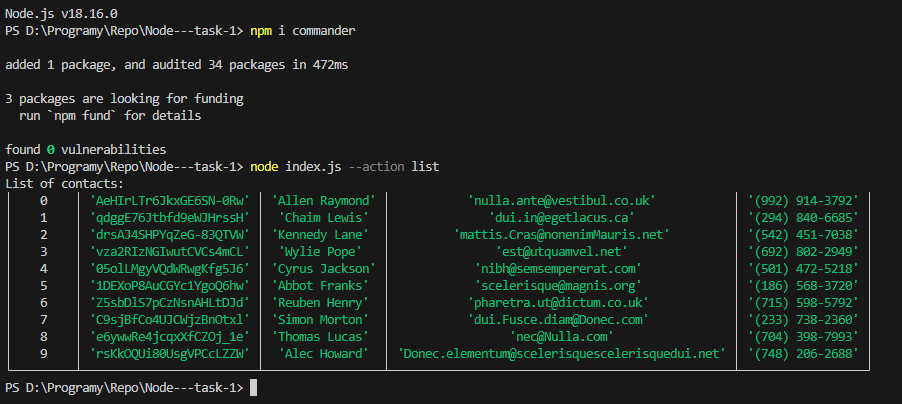 Node.js v18.16.0
PS D:\Programy\Repo\Node---task-1> npm i commander
added 1 package, and audited 34 packages in 472ms
3 packages are looking for funding
run `npm fund` for details
found 0 vulnerabilities
PS D:\Programy\Repo\Node---task-1> node index.js --action list
List of contacts:
0 'AeHIrLTr6JkxGE6SN-0Rw' 'Allen Raymond' 'nulla.ante@vestibul.co.uk' '(992) 914-3792'
1 'qdggE76Jtbfd9eWJHrssH' 'Chaim Lewis' 'dui.in@egetlacus.ca' '(294) 840-6685'
2 'drsAJ4SHPYqZeG-83QTVW' 'Kennedy Lane' 'mattis.Cras@nonenimMauris.net' '(542) 451-7038'
3 'vza2RIzNGIwutCVCs4mCL' 'Wylie Pope' 'est@utquamvel.net' '(692) 802-2949'
4 '05olLMgyVQdWRwgKfg5J6' 'Cyrus Jackson' 'nibh@semsempererat.com' '(501) 472-5218'
5 '1DEXoP8AuCGYc1YgoQ6hw' 'Abbot Franks' 'scelerisque@magnis.org' '(186) 568-3720'
6 'Z5sbDlS7pCzNsnAHLtDJd' 'Reuben Henry' 'pharetra.ut@dictum.co.uk' '(715) 598-5792'
7 'C9sjBfCo4UJCWjzBnOtxl' 'Simon Morton' 'dui.Fusce.diam@Donec.com' '(233) 738-2360'
8 'e6ywwRe4jcqxXfCZOj_1e' 'Thomas Lucas' 'nec@Nulla.com' '(704) 398-7993'
9 'rsKkOQUi80UsgVPCcLZZW' 'Alec Howard' 'Donec.elementum@scelerisquescelerisquedui.net' '(748) 206-2688'
PS D:\Programy\Repo\Node---task-1>